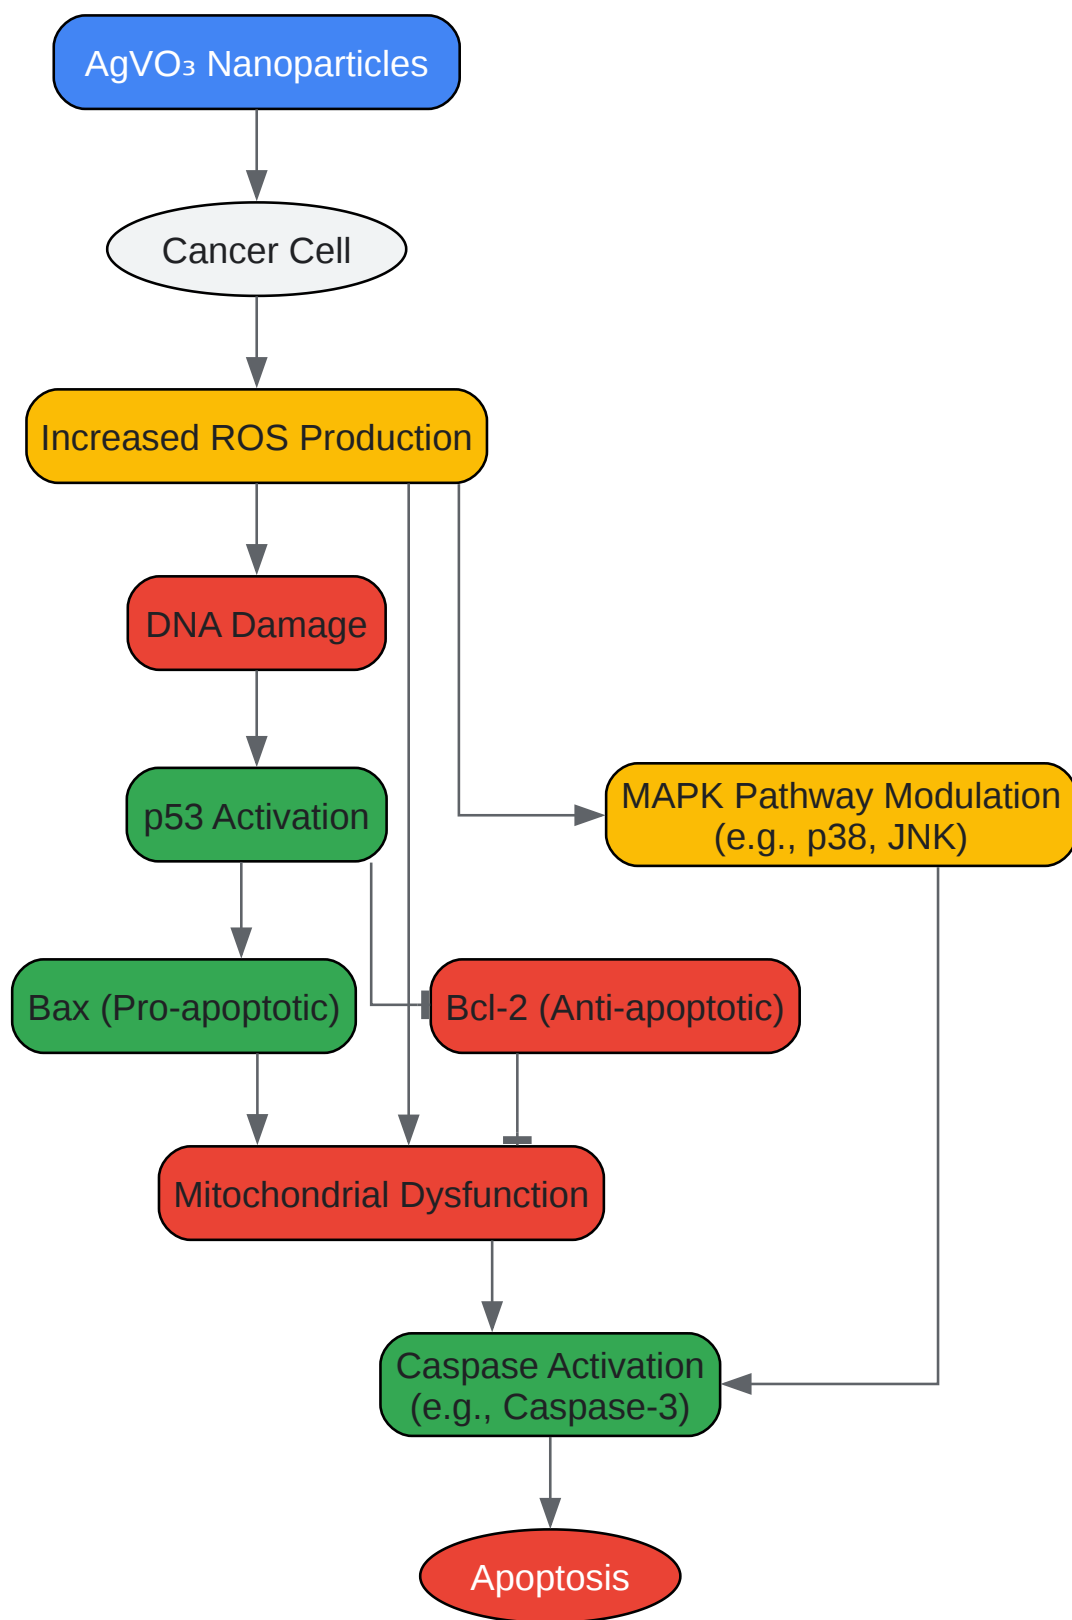 AgVO₃ Nanoparticles
Cancer Cell
Increased ROS Production
DNA Damage
p53 Activation
MAPK Pathway Modulation
(e.g., p38, JNK)
Bax (Pro-apoptotic)
Bcl-2 (Anti-apoptotic)
Mitochondrial Dysfunction
Caspase Activation
(e.g., Caspase-3)
Apoptosis